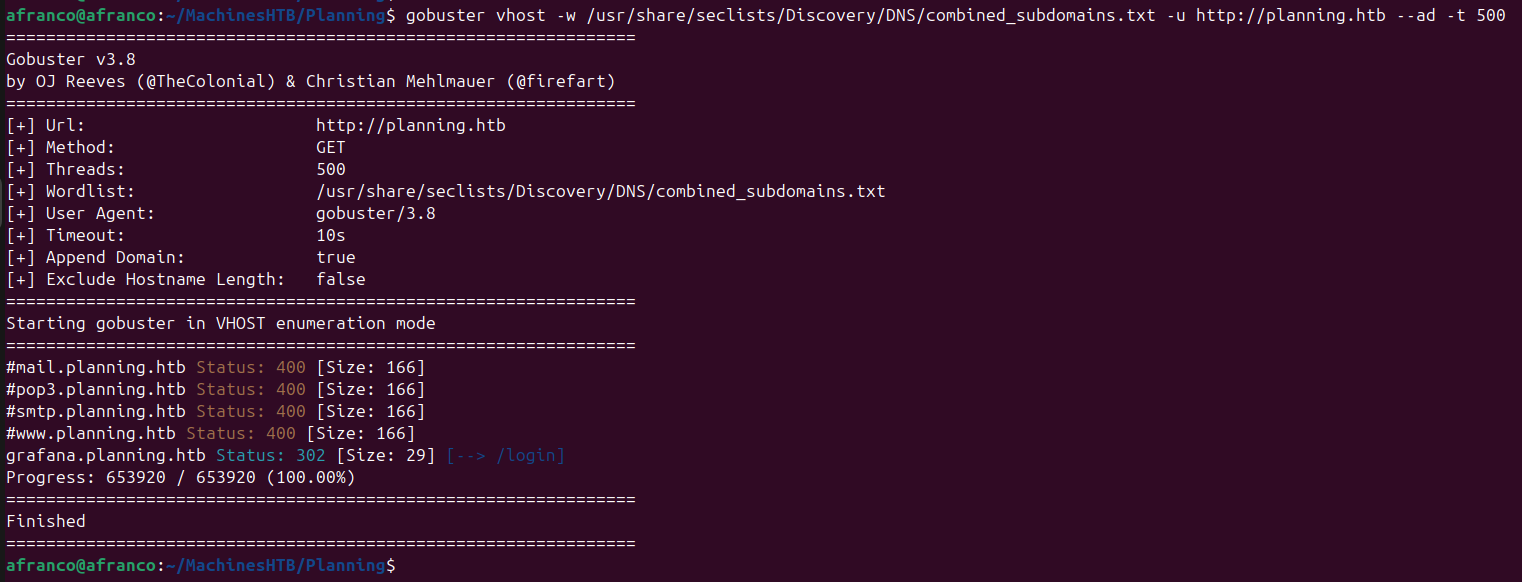 afranco@afranco:~/MachinesHTB/Planning$ gobuster vhost -w /usr/share/seclists/Discovery/DNS/combined_subdomains.txt -u http://planning.htb --ad -t 500
===============================================================
Gobuster v3.8
by OJ Reeves (@TheColonial) & Christian Mehlmauer (@firefart)
===============================================================
[+] Url:                       http://planning.htb
[+] Method:                    GET
[+] Threads:                   500
[+] Wordlist:                  /usr/share/seclists/Discovery/DNS/combined_subdomains.txt
[+] User Agent:                gobuster/3.8
[+] Timeout:                   10s
[+] Append Domain:             true
[+] Exclude Hostname Length:   false
===============================================================
Starting gobuster in VHOST enumeration mode
===============================================================
#mail.planning.htb Status: 400 [Size: 166]
#pop3.planning.htb Status: 400 [Size: 166]
#smtp.planning.htb Status: 400 [Size: 166]
#www.planning.htb Status: 400 [Size: 166]
grafana.planning.htb Status: 302 [Size: 29] [--> /login]
Progress: 653920 / 653920 (100.00%)
===============================================================
Finished
===============================================================
afranco@afranco:~/MachinesHTB/Planning$